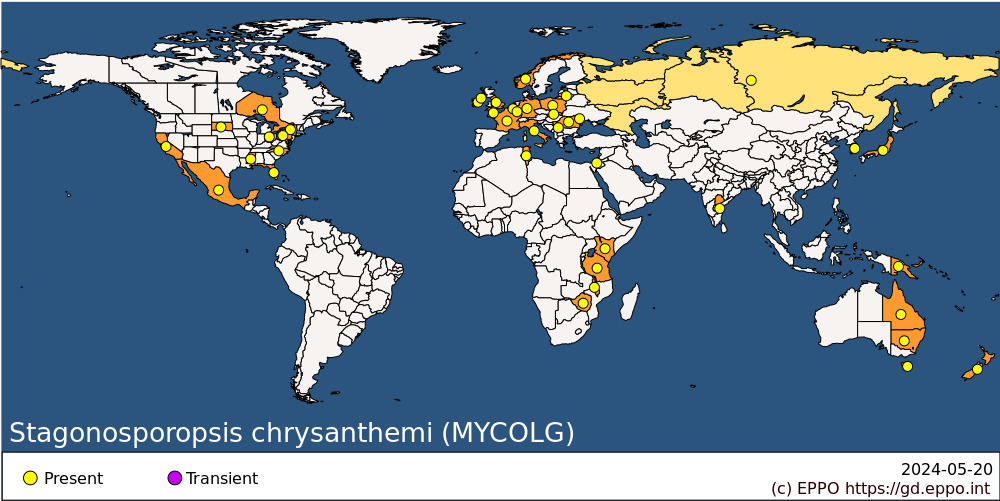 Stagonosporopsis chrysanthemi (MYCOLG)
Present
Transient
2024-05-20
(c) EPPO https://gd.eppo.int